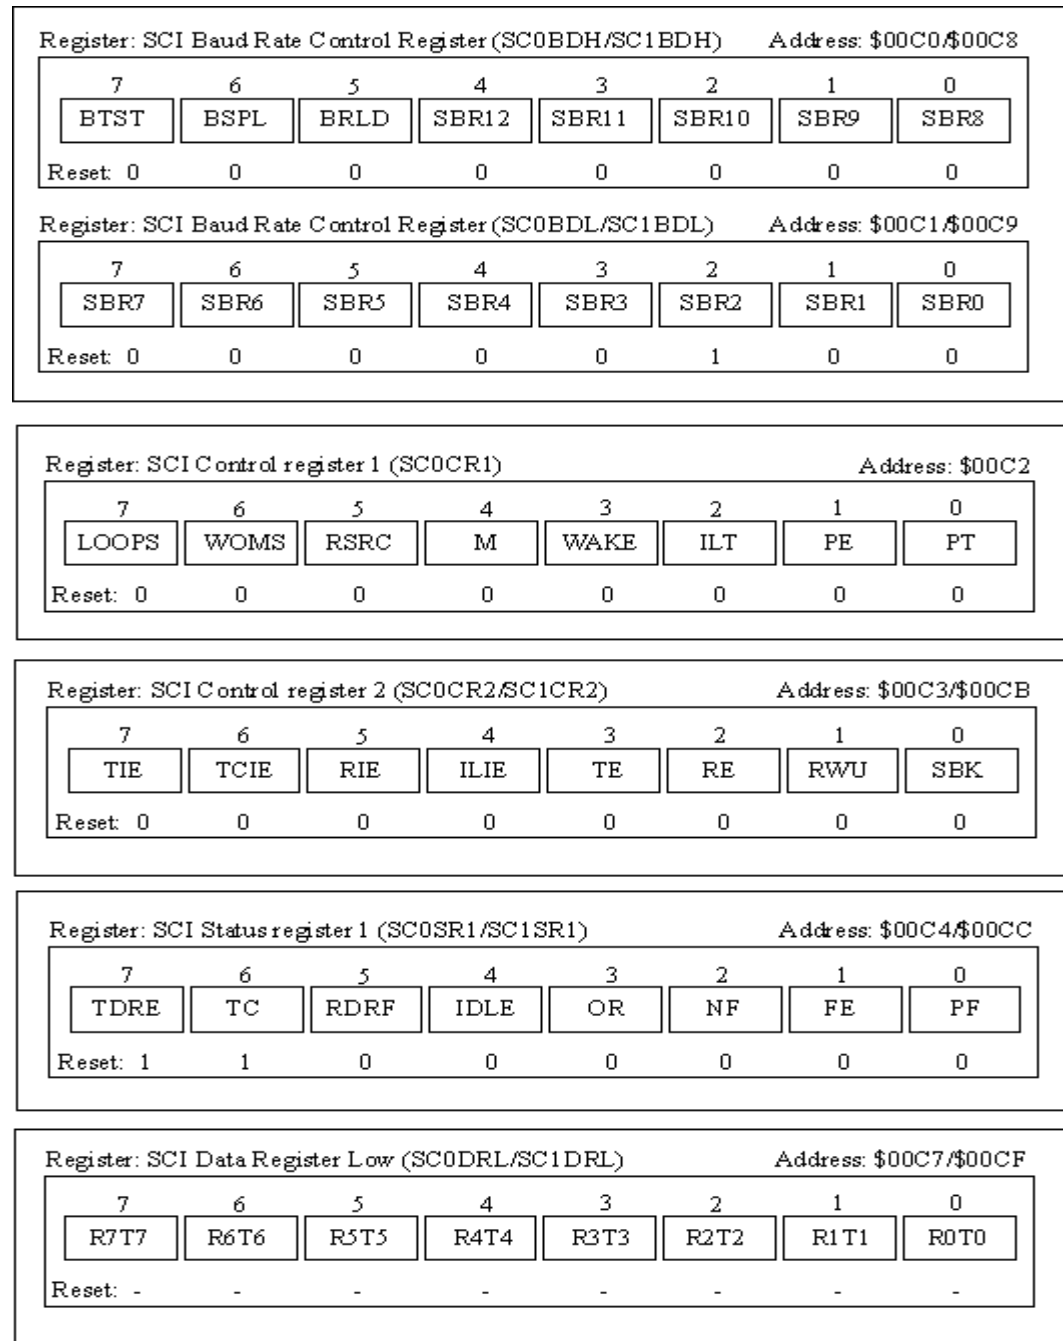 Register: SCI Baud Rate Control Register (SC0BDH/SC1BDH) Address: $00C0/$00C8
7 6 5 4 3 2 1 0
BTST BSPL BRLD SBR12 SBR11 SBR10 SBR9 SBR8
Reset: 0 0 0 0 0 0 0 0
Register: SCI Baud Rate Control Register (SC0BDL/SC1BDL) Address: $00C1/$00C9
7 6 5 4 3 2 1 0
SBR7 SBR6 SBR5 SBR4 SBR3 SBR2 SBR1 SBR0
Reset: 0 0 0 0 0 1 0 0
Register: SCI Control register 1 (SC0CR1) Address: $00C2
7 6 5 4 3 2 1 0
LOOPS WOMS RSRC M WAKE ILT PE PT
Reset: 0 0 0 0 0 0 0 0
Register: SCI Control register 2 (SC0CR2/SC1CR2) Address: $00C3/$00CB
7 6 5 4 3 2 1 0
TIE TCIE RIE ILIE TE RE RWU SBK
Reset: 0 0 0 0 0 0 0 0
Register: SCI Status register 1 (SC0SR1/SC1SR1) Address: $00C4/$00CC
7 6 5 4 3 2 1 0
TDRE TC RDRF IDLE OR NF FE PF
Reset: 1 1 0 0 0 0 0 0
Register: SCI Data Register Low (SC0DRL/SC1DRL) Address: $00C7/$00CF
7 6 5 4 3 2 1 0
R7T7 R6T6 R5T5 R4T4 R3T3 R2T2 R1T1 R0T0
Reset: - - - - - - - -